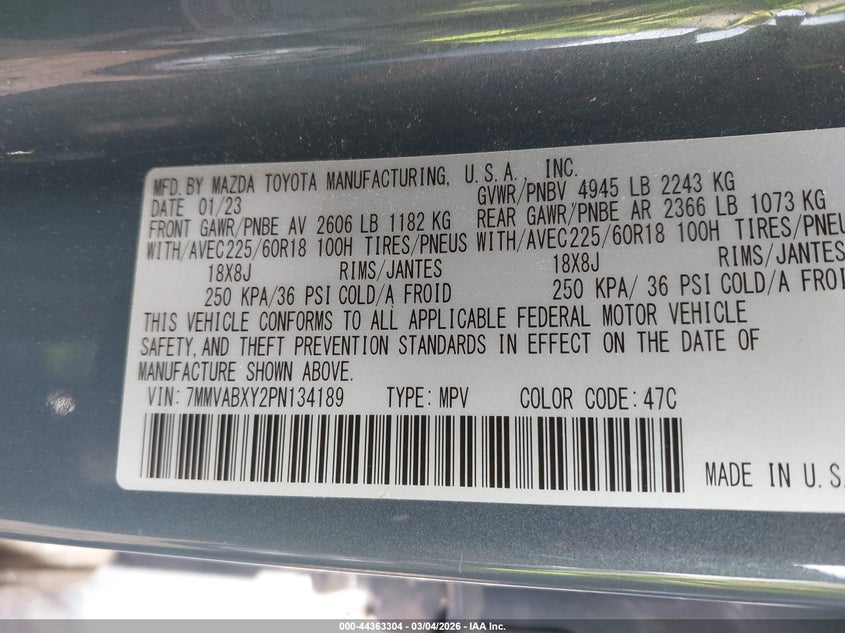 MFD. BY MAZDA TOYOTA MANUFACTURING, U.S.A., INC.
DATE 01/23 GVWR/PNBV 4945 LB 2243 KG
FRONT GAWR/PNBE AV 2606 LB 1182 KG REAR GAWR/PNBE AR 2366 LB 1073 KG
WITH/AVEC225/60R18 100H TIRES/PNEUS WITH/AVEC225/60R18 100H TIRES/PNEU
18X8J RIMS/JANTES 18X8J RIMS/JANTES
250 KPA/36 PSI COLD/A FROID 250 KPA/ 36 PSI COLD/A FROI
THIS VEHICLE CONFORMS TO ALL APPLICABLE FEDERAL MOTOR VEHICLE
SAFETY, AND THEFT PREVENTION STANDARDS IN EFFECT ON THE DATE OF
MANUFACTURE SHOWN ABOVE.
VIN: 7MMVABXY2PN134189 TYPE: MPV COLOR CODE: 47C
MADE IN U.S.
000-44363304 - 03/04/2026 - IAA Inc.